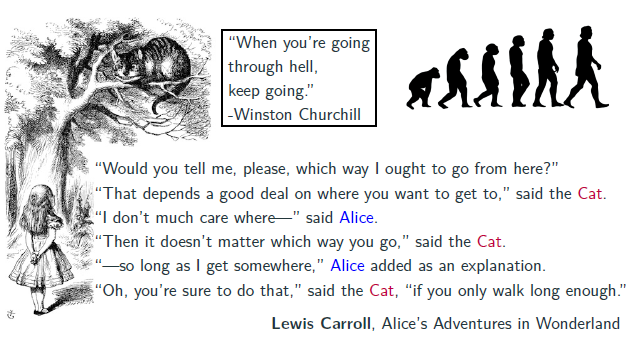 “When you’re going
through hell,
keep going.”
-Winston Churchill
“Would you tell me, please, which way I ought to go from here?”
“That depends a good deal on where you want to get to,” said the Cat.
“I don’t much care where—” said Alice.
“Then it doesn’t matter which way you go,” said the Cat.
“—so long as I get somewhere,” Alice added as an explanation.
“Oh, you’re sure to do that,” said the Cat, “if you only walk long enough.”
Lewis Carroll, Alice’s Adventures in Wonderland